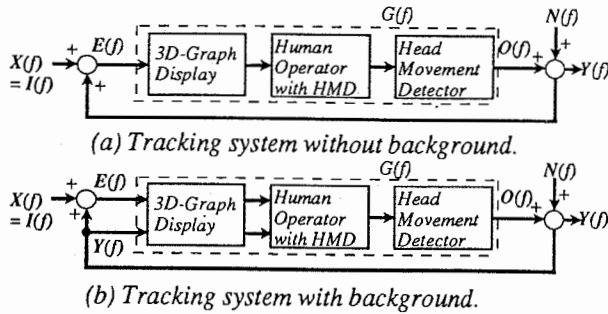 G(f)
N(f)
X(f)
= I(f)
+
E(f)
3D-Graph
Display
Human
Operator
with HMD
Head
Movement
Detector
O(f)
+
+
Y(f)
+
(a) Tracking system without background.
G(f)
N(f)
X(f)
= I(f)
+
E(f)
3D-Graph
Display
Human
Operator
with HMD
Head
Movement
Detector
O(f)
+
+
Y(f)
+
Y(f)
(b) Tracking system with background.